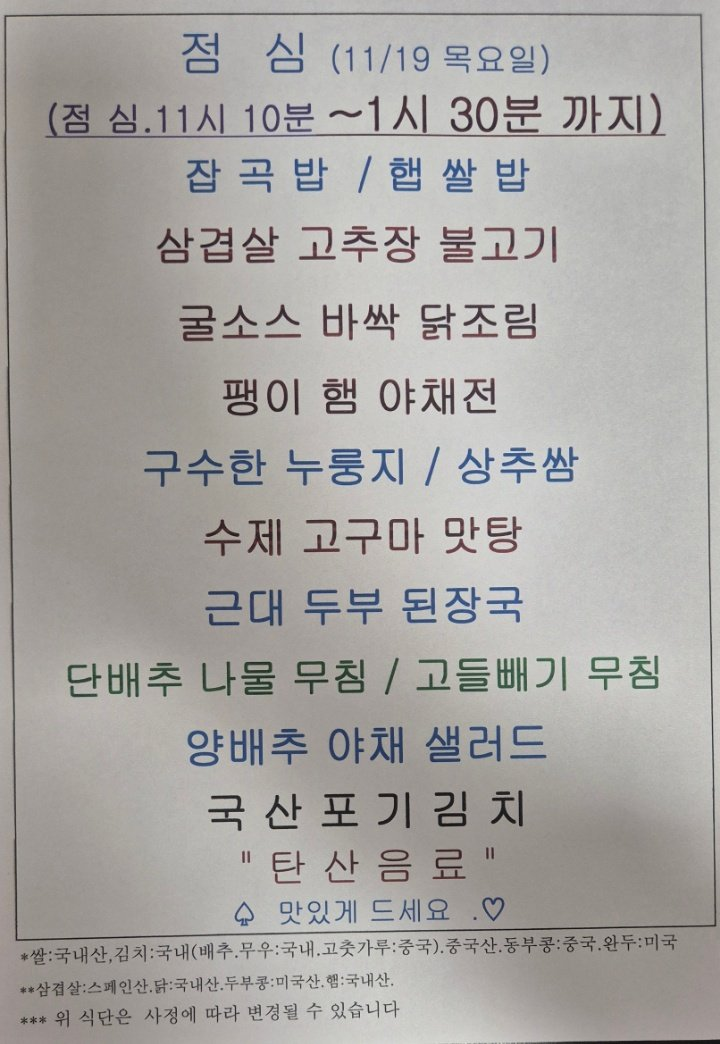 점 심 (11/19 목요일)
(점 심.11시 10분 ~1시 30분 까지)
잡 곡 밥 / 햅 쌀 밥
삼겹살 고추장 불고기
굴소스 바싹 닭조림
팽이 햄 야채전
구수한 누룽지 / 상추쌈
수제 고구마 맛탕
근대 두부 된장국
단배추 나물 무침 / 고들빼기 무침
양배추 야채 샐러드
국 산 포 기 김 치
" 탄 산 음 료 "
♤ 맛있게 드세요 .♡
*쌀:국내산,김치:국내(배추.무우:국내.고춧가루:중국).중국산.동부콩:중국.완두:미국
**삼겹살:스페인산.닭:국내산.두부콩:미국산.햄:국내산.
*** 위 식단은 사정에 따라 변경될 수 있습니다